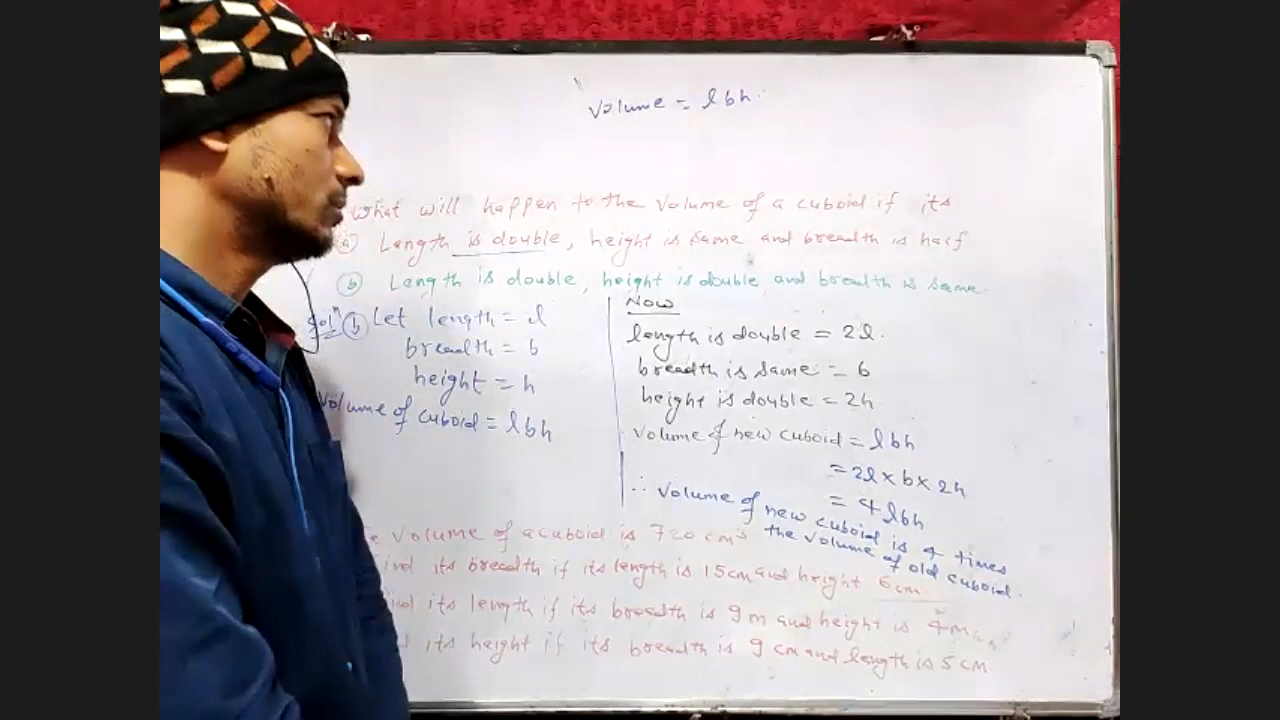 Volume = lbh.
What will happen to the volume of a cuboid if its
(a) Length is double, height is same and breadth is half
(b) Length is double, height is double, and breadth is same.
Solⁿ (b) Let length = l
breadth = b
height = h
Volume of cuboid = lbh
Now
length is double = 2l.
breadth is same = b
height is double = 2h
volume of new cuboid = lbh
= 2l × b × 2h
= 4 lbh
∴ Volume of new cuboid is 4 times
the volume of old cuboid.
volume of a cuboid is 720 cm³
its breadth if its length is 15cm and height 6cm.
its length if its breadth is 9m and height is 4m
its height if its breadth is 9 cm and length is 5 cm